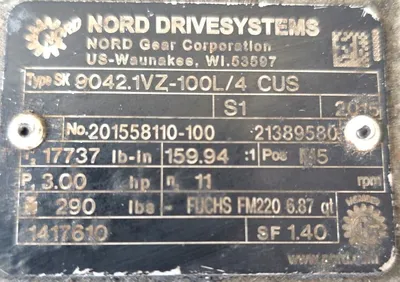 NORD DRIVESYSTEMS
NORD Gear Corporation
US-Waunakee, WI.53597
Type SK 9042.1VZ-100L/4 CUS
S1 2015
No. 201558110-100 21389580
17737 lb-in 159.94 :1 Pos M5
P 3.00 hp n 11 rpm
290 lbs FUCHS FM220 6.87 qt
1417610 SF 1.40